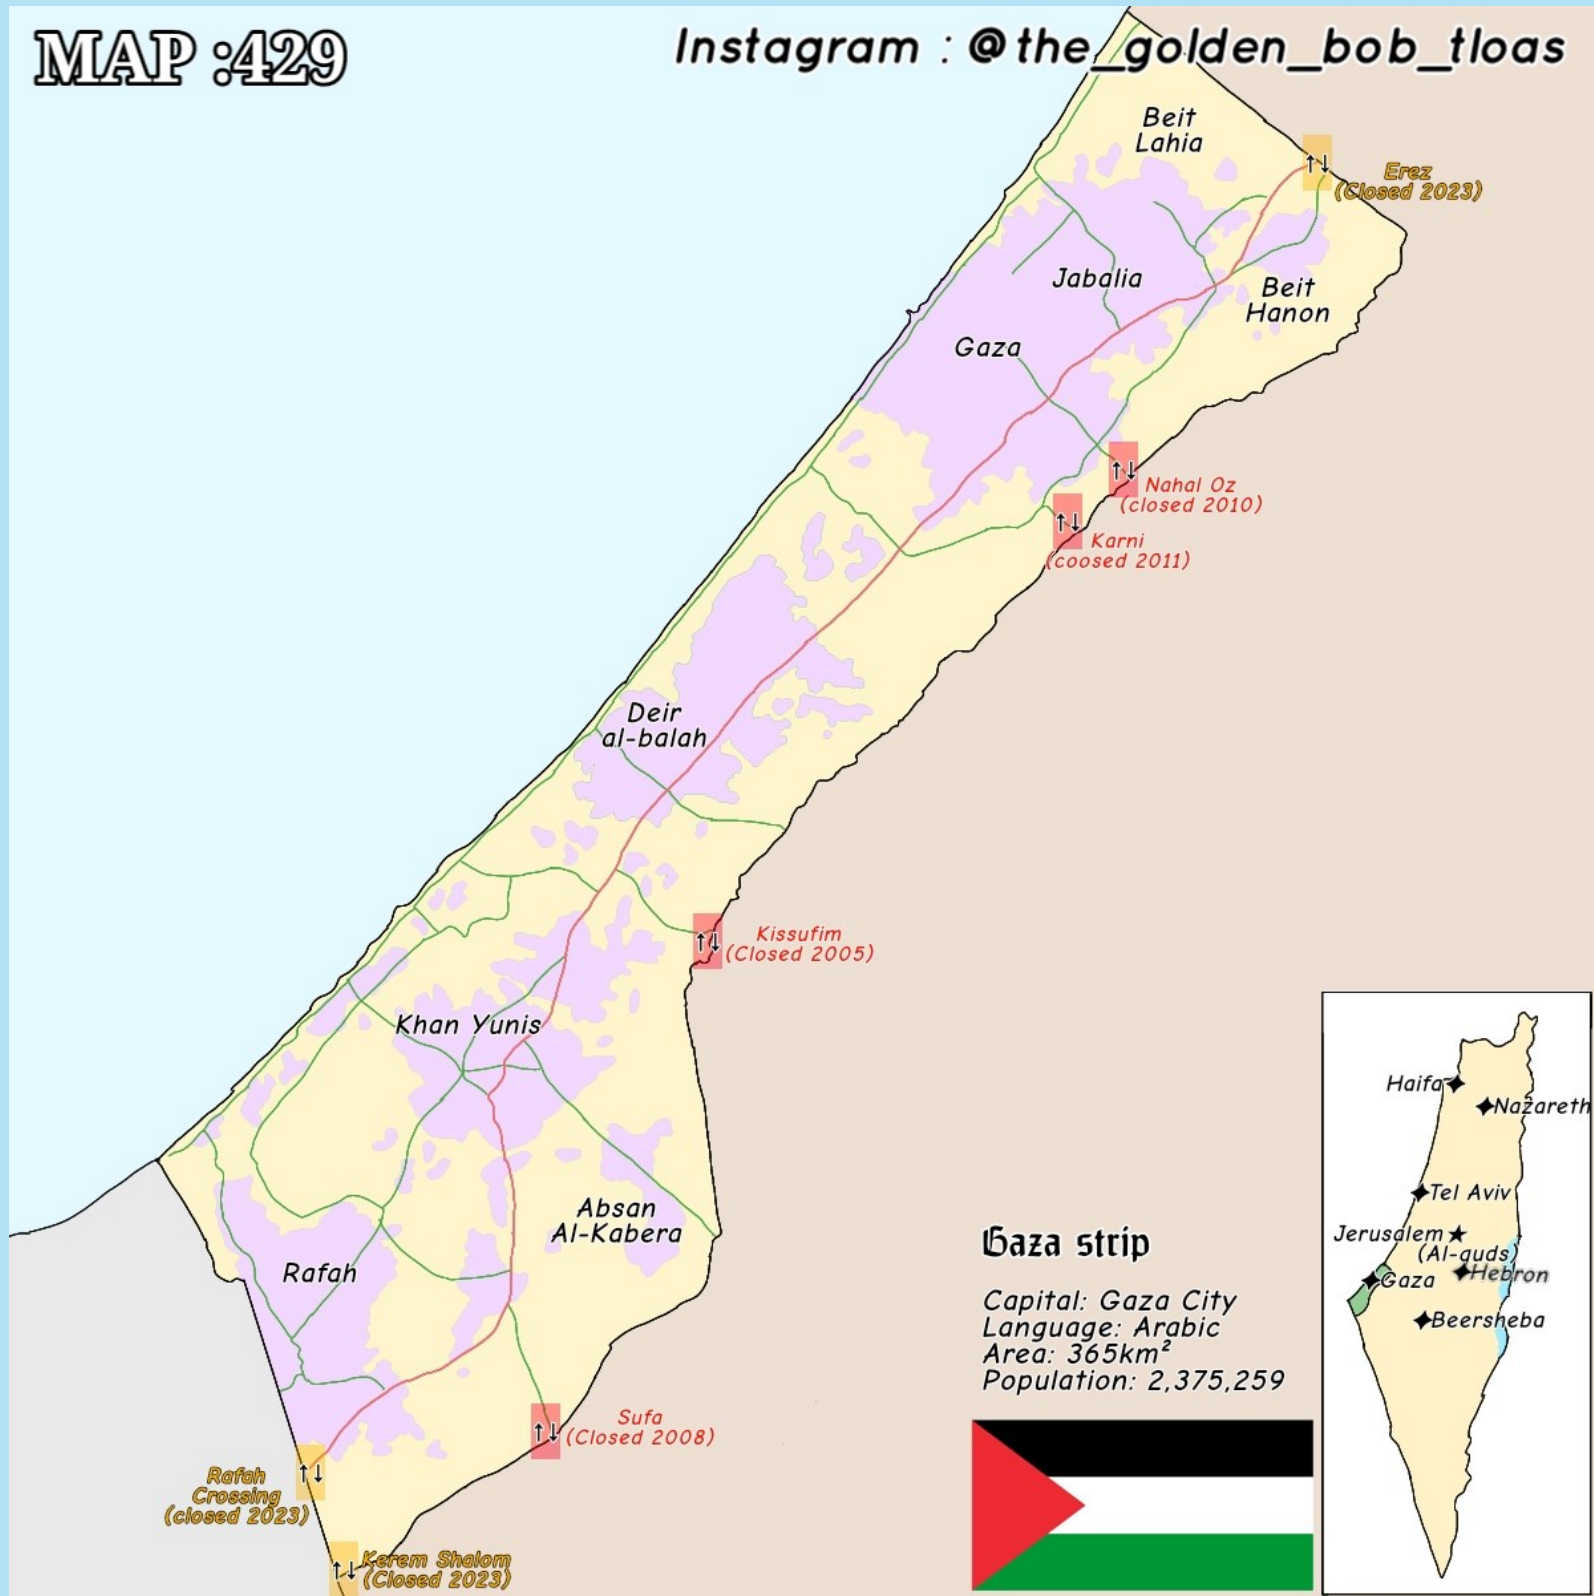 MAP :429
Instagram : @the_golden_bob_tloas
Beit
Lahia
Erez
(Closed 2023)
Jabalia
Beit
Hanon
Gaza
Nahal Oz
(closed 2010)
Karni
(coosed 2011)
Deir
al-balah
Kissufim
(Closed 2005)
Khan Yunis
Absan
Al-Kabera
Rafah
Sufa
(Closed 2008)
Rafah
Crossing
(closed 2023)
Kerem Shalom
(Closed 2023)
Gaza strip
Capital: Gaza City
Language: Arabic
Area: 365km²
Population: 2,375,259
Haifa
Nazareth
Tel Aviv
Jerusalem
(Al-quds)
Gaza
Hebron
Beersheba